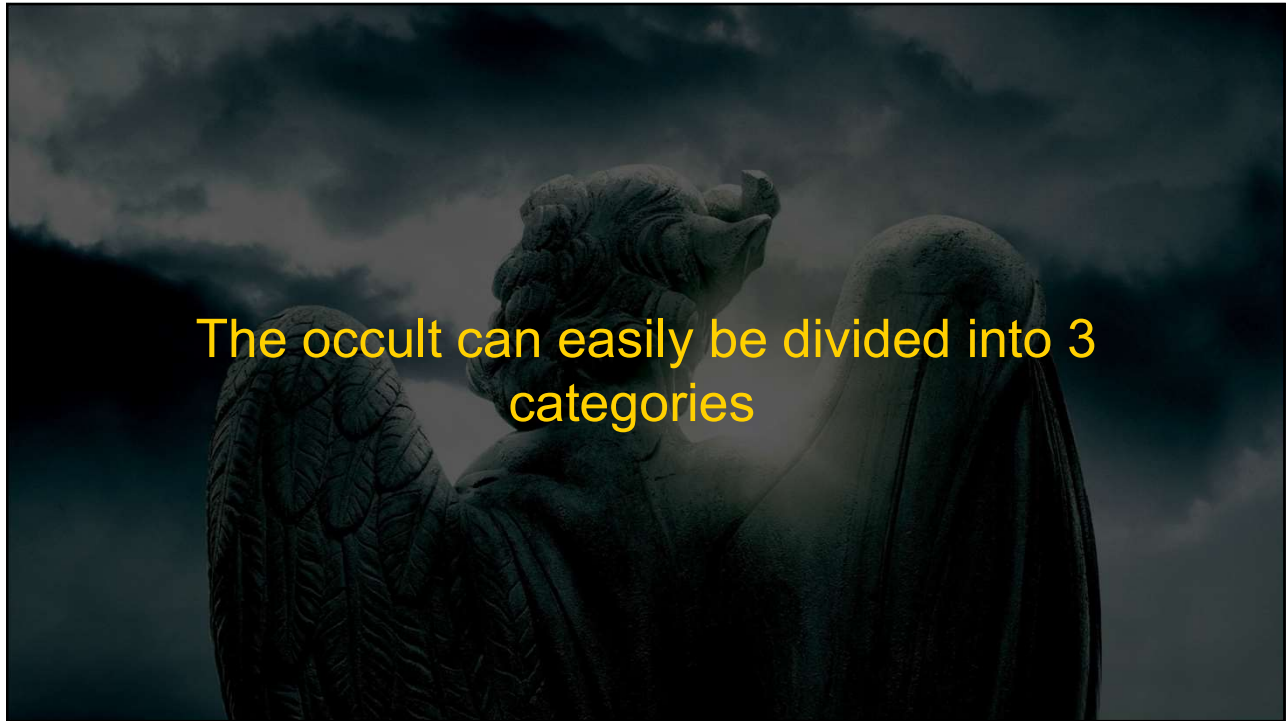 The occult can easily be divided into 3
categories